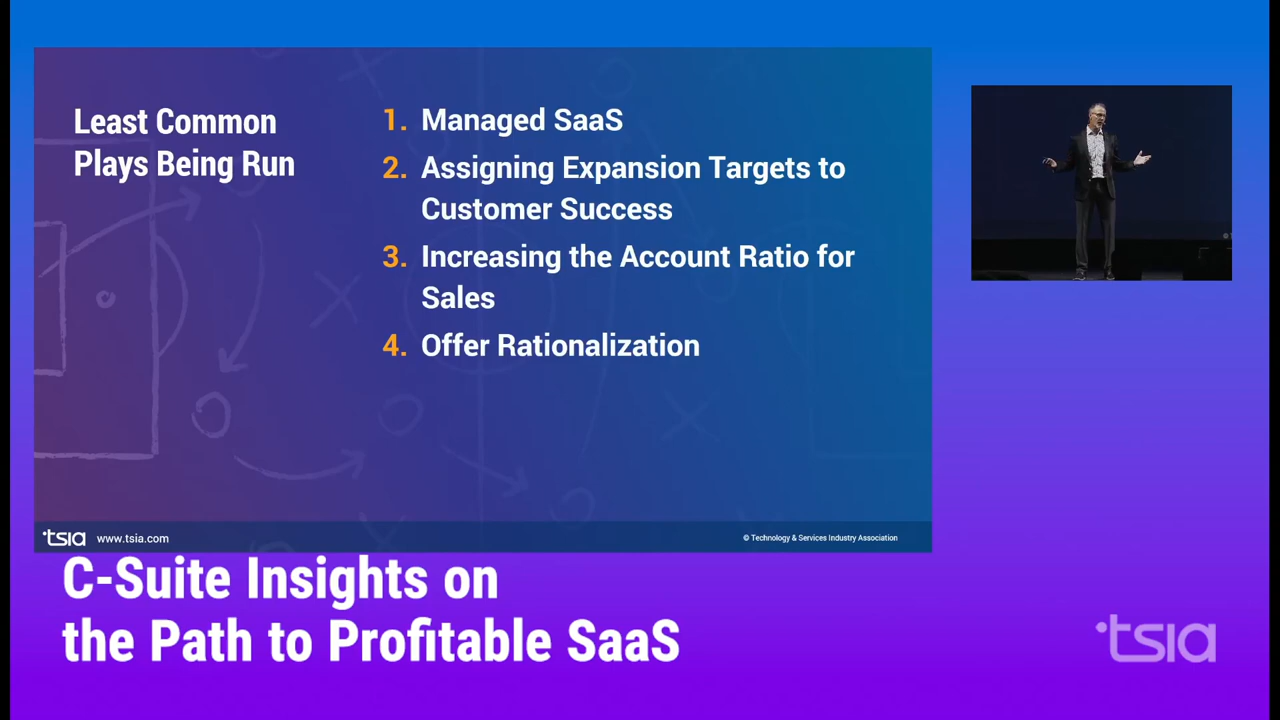 Least Common
Plays Being Run
1. Managed SaaS
2. Assigning Expansion Targets to
Customer Success
3. Increasing the Account Ratio for
Sales
4. Offer Rationalization
tsia www.tsia.com
© Technology & Services Industry Association
C-Suite Insights on
the Path to Profitable SaaS
tsia